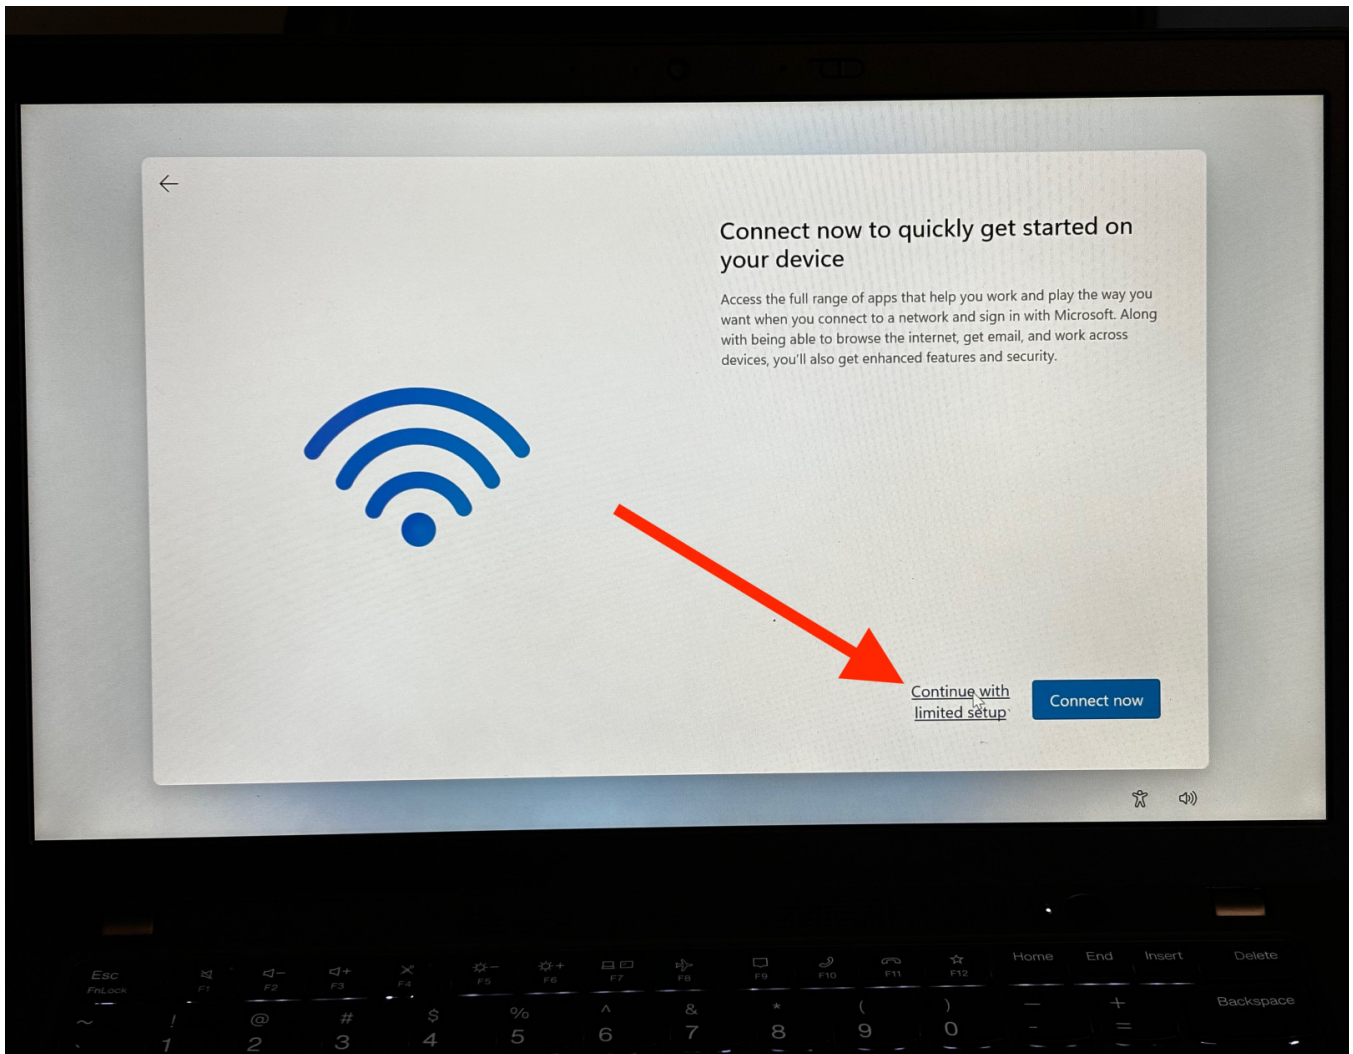 Connect now to quickly get started on
your device
Access the full range of apps that help you work and play the way you
want when you connect to a network and sign in with Microsoft. Along
with being able to browse the internet, get email, and work across
devices, you'll also get enhanced features and security.
Continue with
limited setup
Connect now
Home End Insert Delete
Esc
FnLock F1 F2 F3 F4 F5 F6 F7 F8 F9 F10 F11 F12
Backspace
~ ! @ # $ % ^ & * ( ) — +
` 1 2 3 4 5 6 7 8 9 0 - =